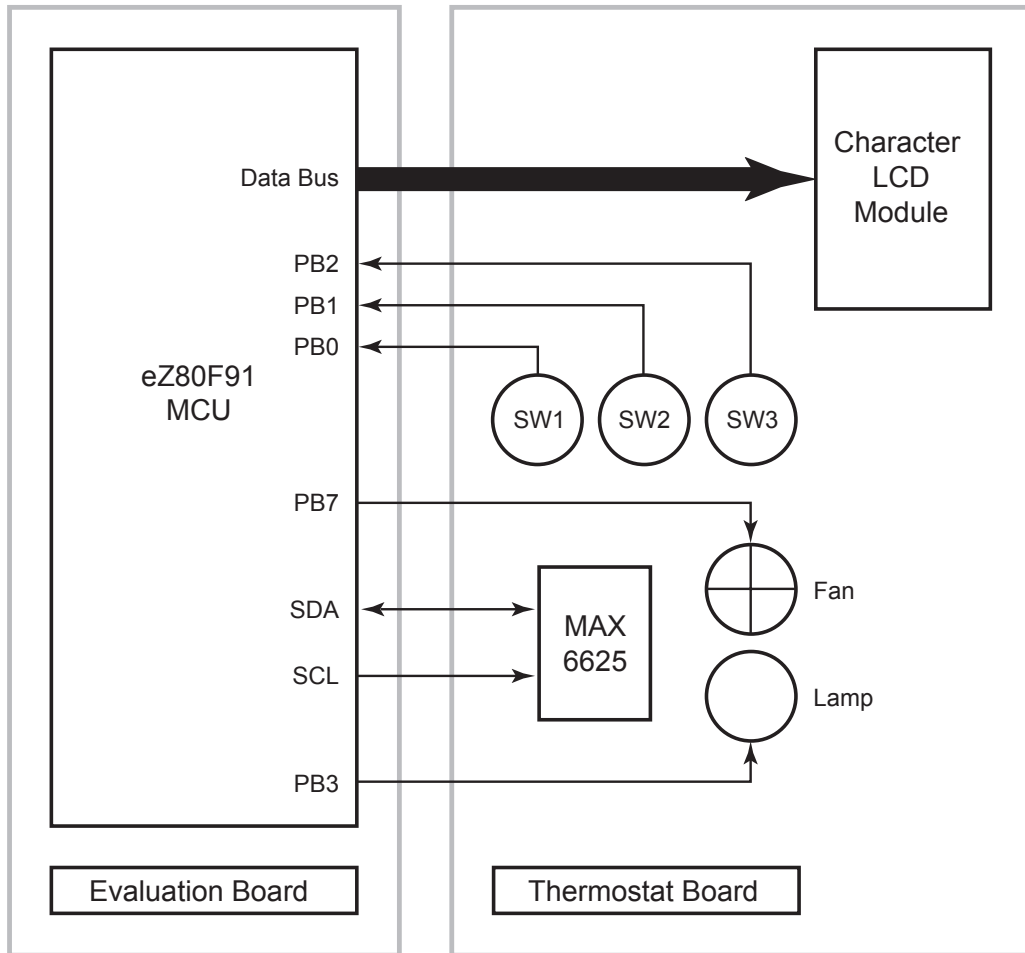 Data Bus
Character
LCD
Module
PB2
PB1
PB0
eZ80F91
MCU
SW1
SW2
SW3
PB7
Fan
SDA
MAX
6625
SCL
Lamp
PB3
Evaluation Board
Thermostat Board